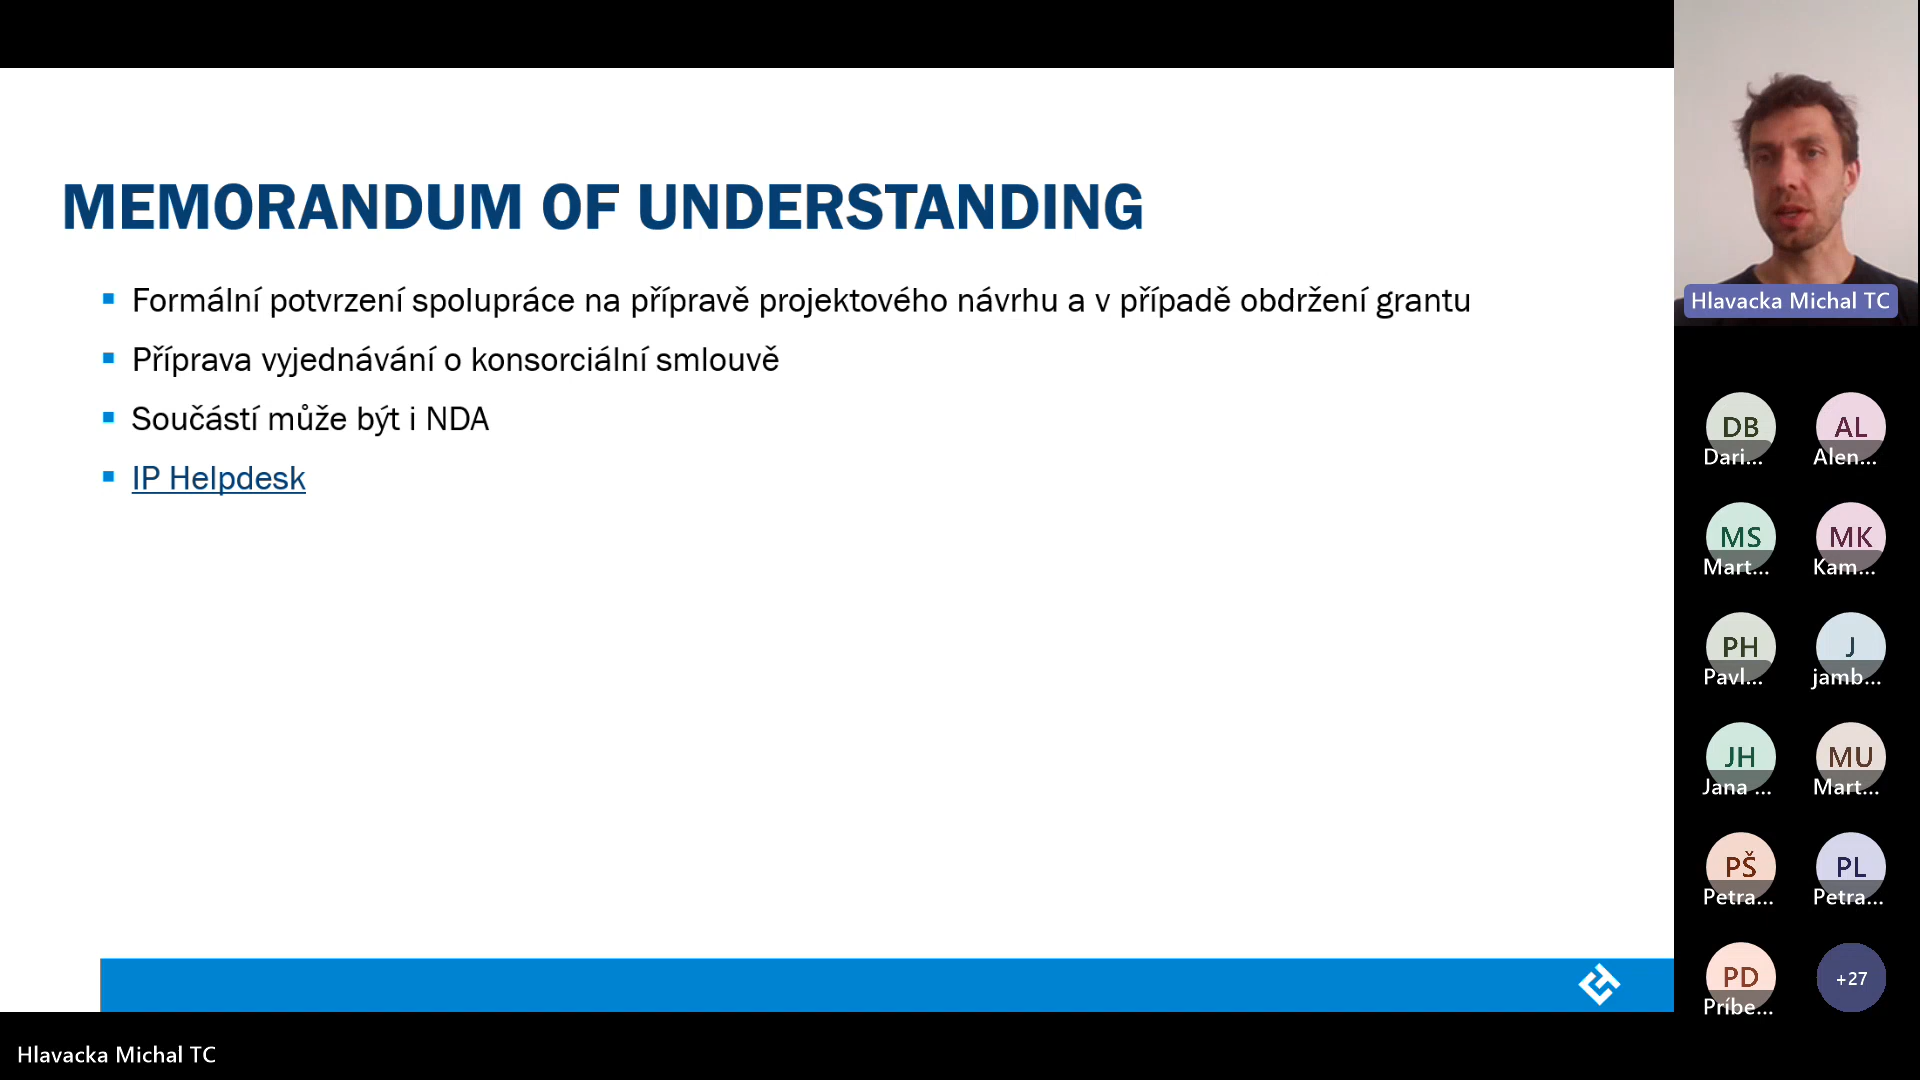 MEMORANDUM OF UNDERSTANDING
Formální potvrzení spolupráce na přípravě projektového návrhu a v případě obdržení grantu
Příprava vyjednávání o konsorciální smlouvě
Součástí může být i NDA
IP Helpdesk
Hlavacka Michal TC
DB
Dari...
AL
Alen...
MS
Mart...
MK
Kam...
PH
Pavl...
J
jamb...
JH
Jana ...
MU
Mart...
PŠ
Petra...
PL
Petra...
PD
Príbe...
+27
Hlavacka Michal TC